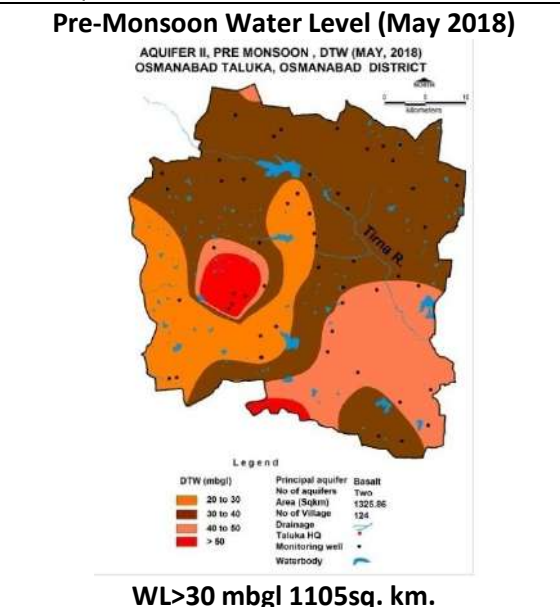 Pre-Monsoon Water Level (May 2018)
AQUIFER II, PRE MONSOON , DTW (MAY, 2018)
OSMANABAD TALUKA, OSMANABAD DISTRICT
NORTH
0 5 10
kilometers
Tirna R.
Legend
DTW (mbgl)
20 to 30
30 to 40
40 to 50
> 50
Principal aquifer Basalt
No of aquifers Two
Area (Sqkm) 1325.86
No of Village 124
Drainage
Taluka HQ
Monitoring well
Waterbody
WL>30 mbgl 1105sq. km.